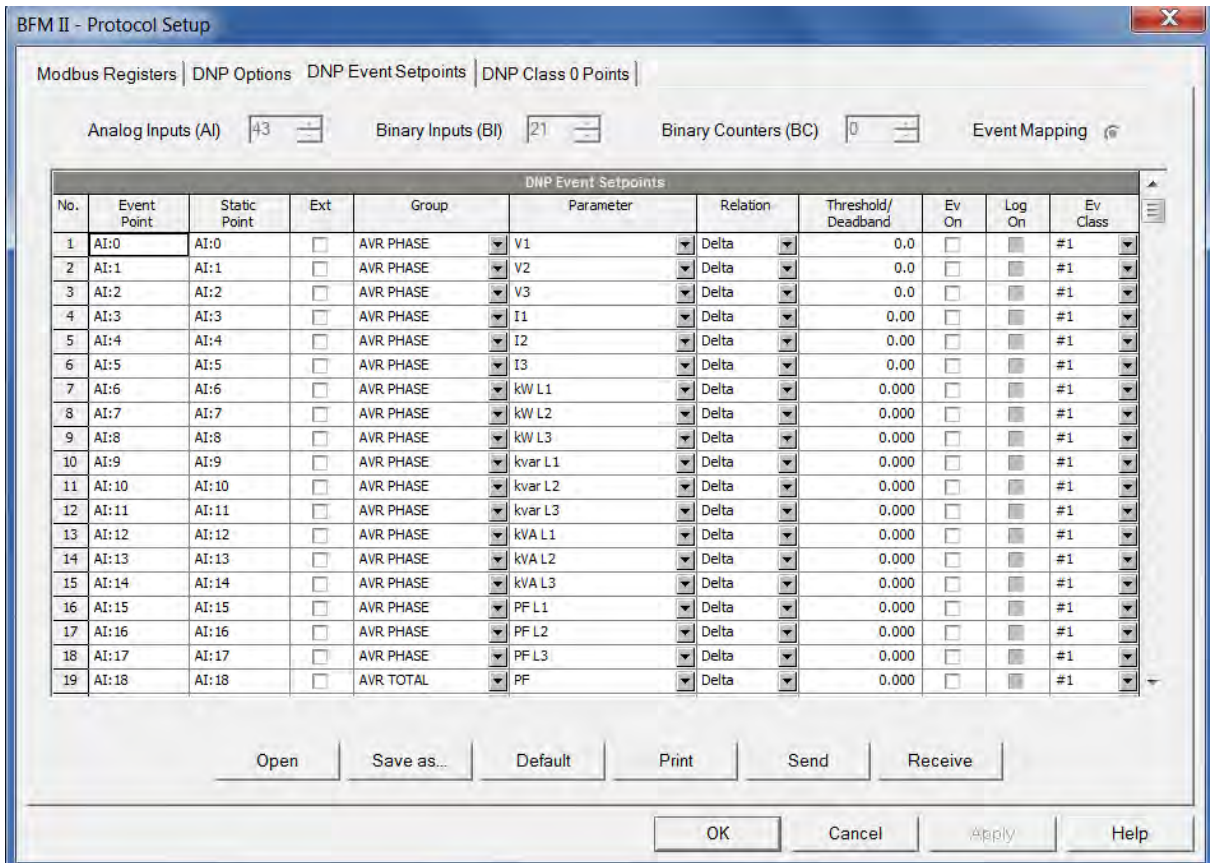 BFM II - Protocol Setup
X
Modbus Registers DNP Options DNP Event Setpoints DNP Class 0 Points
Analog Inputs (AI) 43 Binary Inputs (BI) 21 Binary Counters (BC) 0 Event Mapping
DNP Event Setpoints
No. Event Point Static Point Ext Group Parameter Relation Threshold/ Deadband Ev On Log On Ev Class
1 AI:0 AI:0 AVR PHASE V1 Delta 0.0 #1
2 AI:1 AI:1 AVR PHASE V2 Delta 0.0 #1
3 AI:2 AI:2 AVR PHASE V3 Delta 0.0 #1
4 AI:3 AI:3 AVR PHASE I1 Delta 0.00 #1
5 AI:4 AI:4 AVR PHASE I2 Delta 0.00 #1
6 AI:5 AI:5 AVR PHASE I3 Delta 0.00 #1
7 AI:6 AI:6 AVR PHASE kW L1 Delta 0.000 #1
8 AI:7 AI:7 AVR PHASE kW L2 Delta 0.000 #1
9 AI:8 AI:8 AVR PHASE kW L3 Delta 0.000 #1
10 AI:9 AI:9 AVR PHASE kvar L1 Delta 0.000 #1
11 AI:10 AI:10 AVR PHASE kvar L2 Delta 0.000 #1
12 AI:11 AI:11 AVR PHASE kvar L3 Delta 0.000 #1
13 AI:12 AI:12 AVR PHASE kVA L1 Delta 0.000 #1
14 AI:13 AI:13 AVR PHASE kVA L2 Delta 0.000 #1
15 AI:14 AI:14 AVR PHASE kVA L3 Delta 0.000 #1
16 AI:15 AI:15 AVR PHASE PF L1 Delta 0.000 #1
17 AI:16 AI:16 AVR PHASE PF L2 Delta 0.000 #1
18 AI:17 AI:17 AVR PHASE PF L3 Delta 0.000 #1
19 AI:18 AI:18 AVR TOTAL PF Delta 0.000 #1
Open Save as... Default Print Send Receive
OK Cancel Apply Help